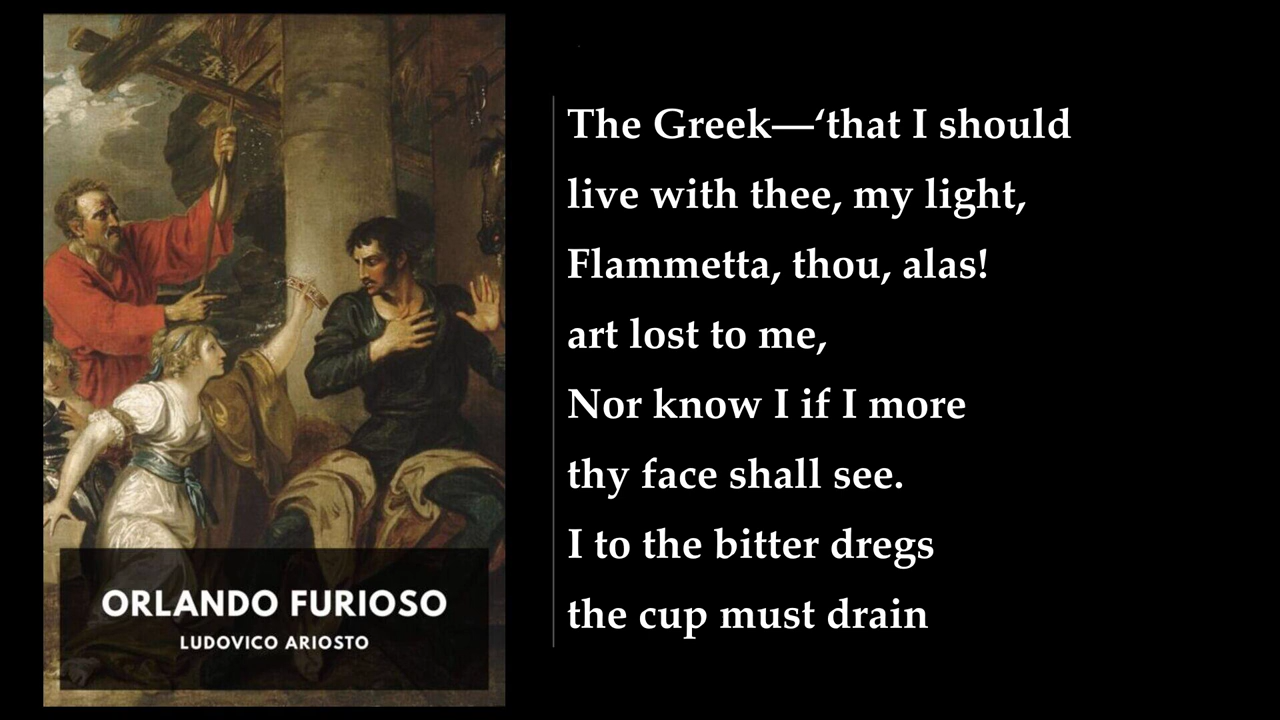 ORLANDO FURIOSO
LUDOVICO ARIOSTO
The Greek—‘that I should
live with thee, my light,
Flammetta, thou, alas!
art lost to me,
Nor know I if I more
thy face shall see.
I to the bitter dregs
the cup must drain